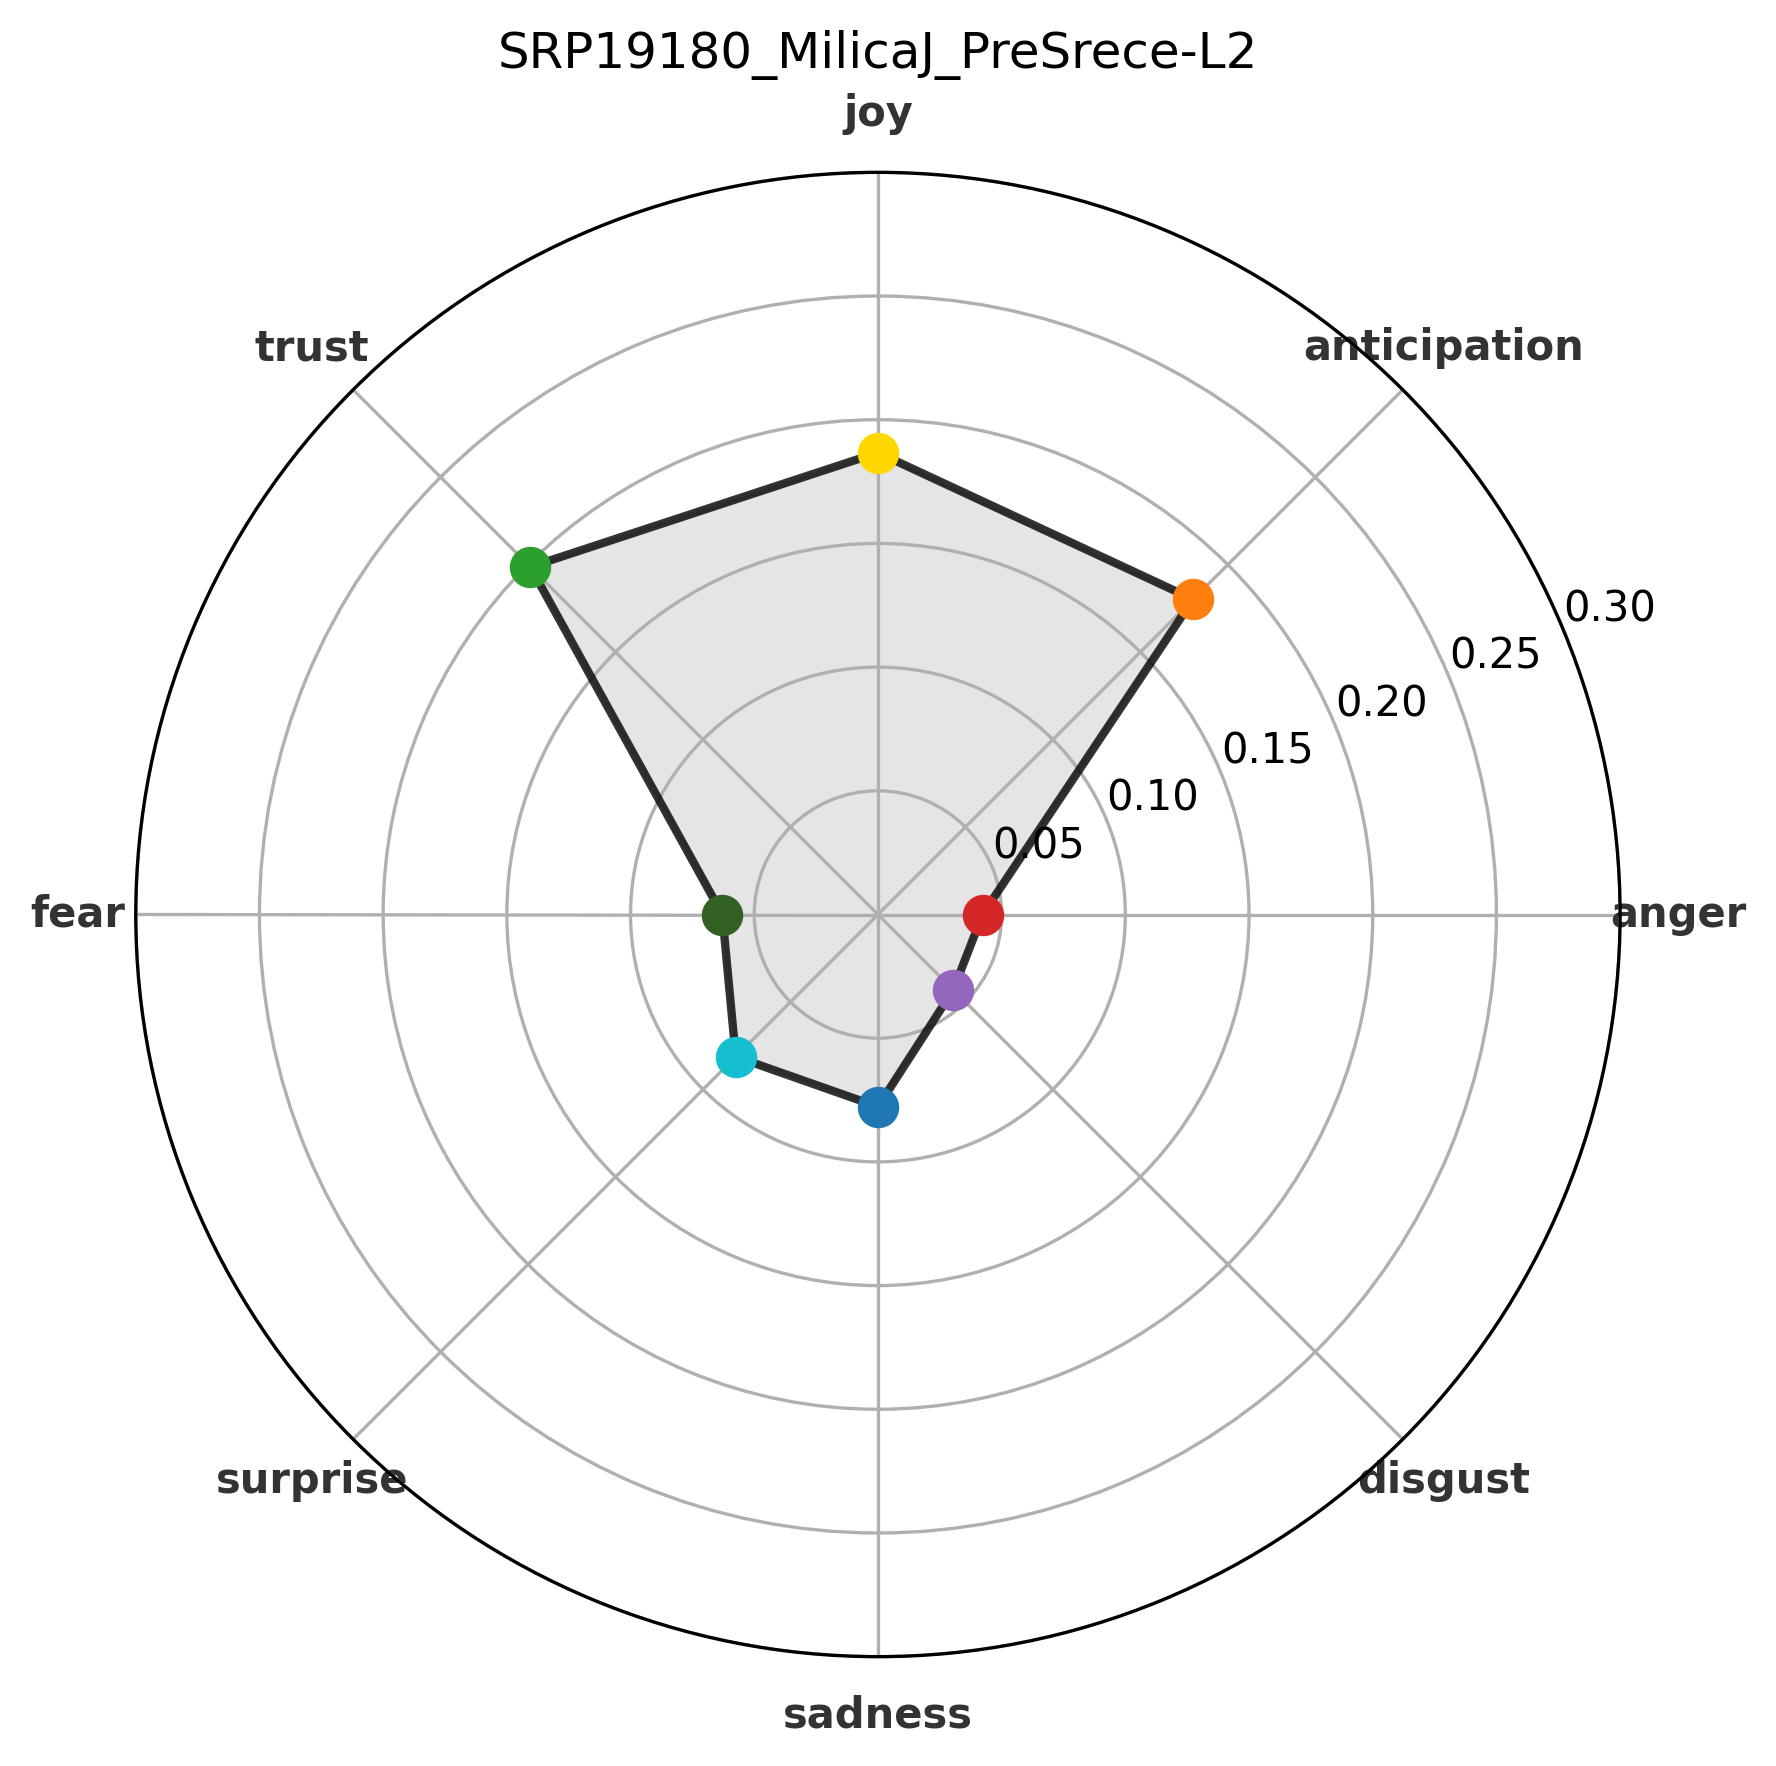 SRP19180_MilicaJ_PreSrece-L2
joy
trust
anticipation
0.30
0.25
0.20
0.15
0.10
0.05
fear
anger
surprise
disgust
sadness